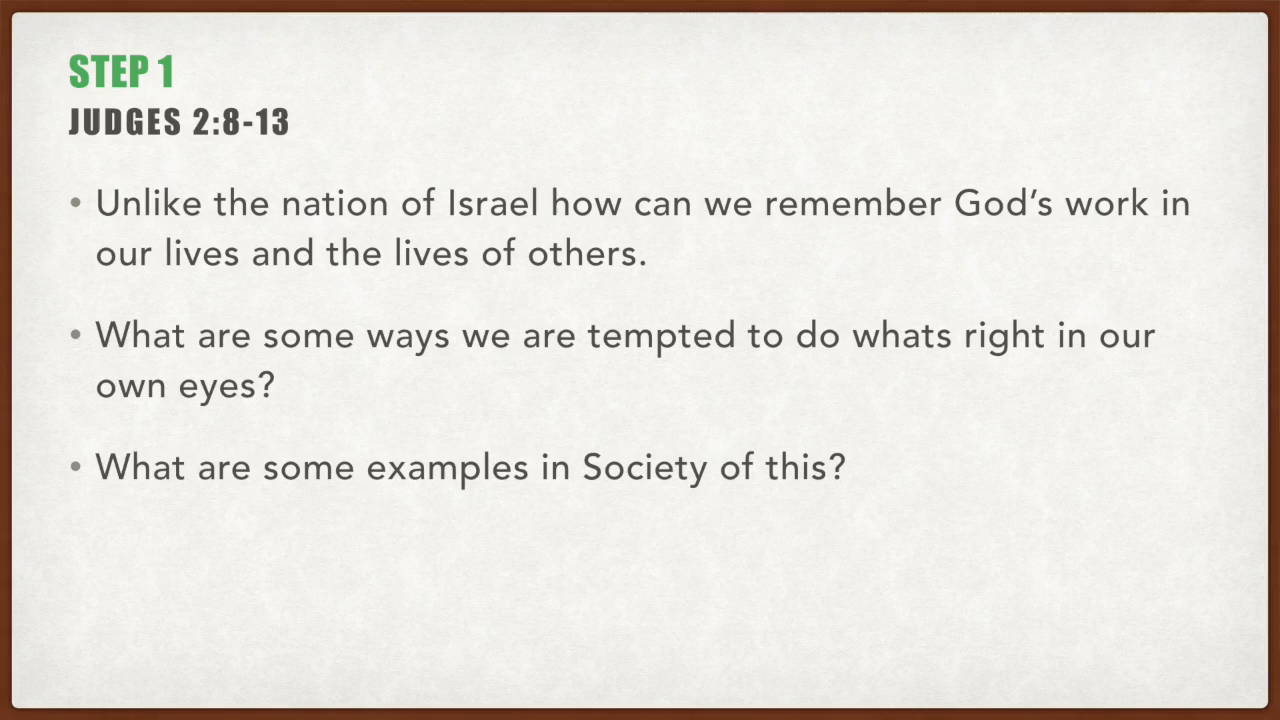 STEP 1
JUDGES 2:8-13
• Unlike the nation of Israel how can we remember God’s work in
our lives and the lives of others.
• What are some ways we are tempted to do whats right in our
own eyes?
• What are some examples in Society of this?